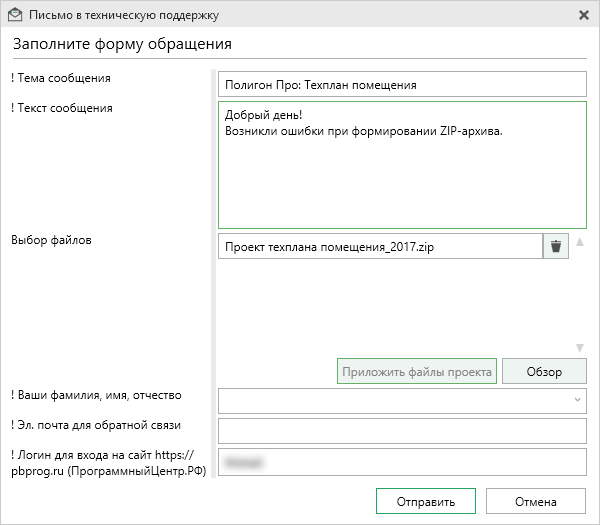 Письмо в техническую поддержку
Заполните форму обращения
! Тема сообщения
Полигон Про: Техплан помещения
! Текст сообщения
Добрый день!
Возникли ошибки при формировании ZIP-архива.
Выбор файлов
Проект техплана помещения_2017.zip
Приложить файлы проекта
Обзор
! Ваши фамилия, имя, отчество
! Эл. почта для обратной связи
! Логин для входа на сайт https://
pbprog.ru (ПрограммныйЦентр.РФ)
Отправить
Отмена